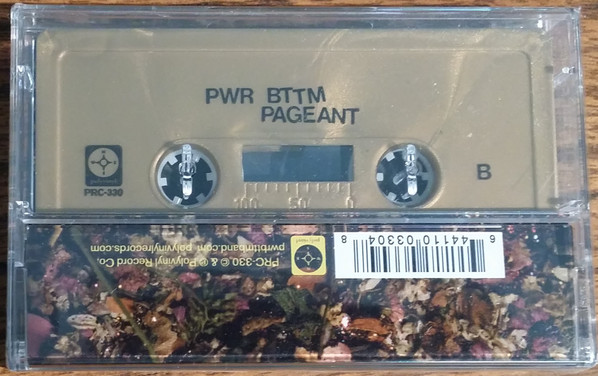 PWR BTTM
PAGEANT
PRC-330
B
100 50 0
PRC-330 © & ℗ Polyvinyl Record Co.
pwrbttmband.com polyvinylrecords.com
6 44110 03304 8